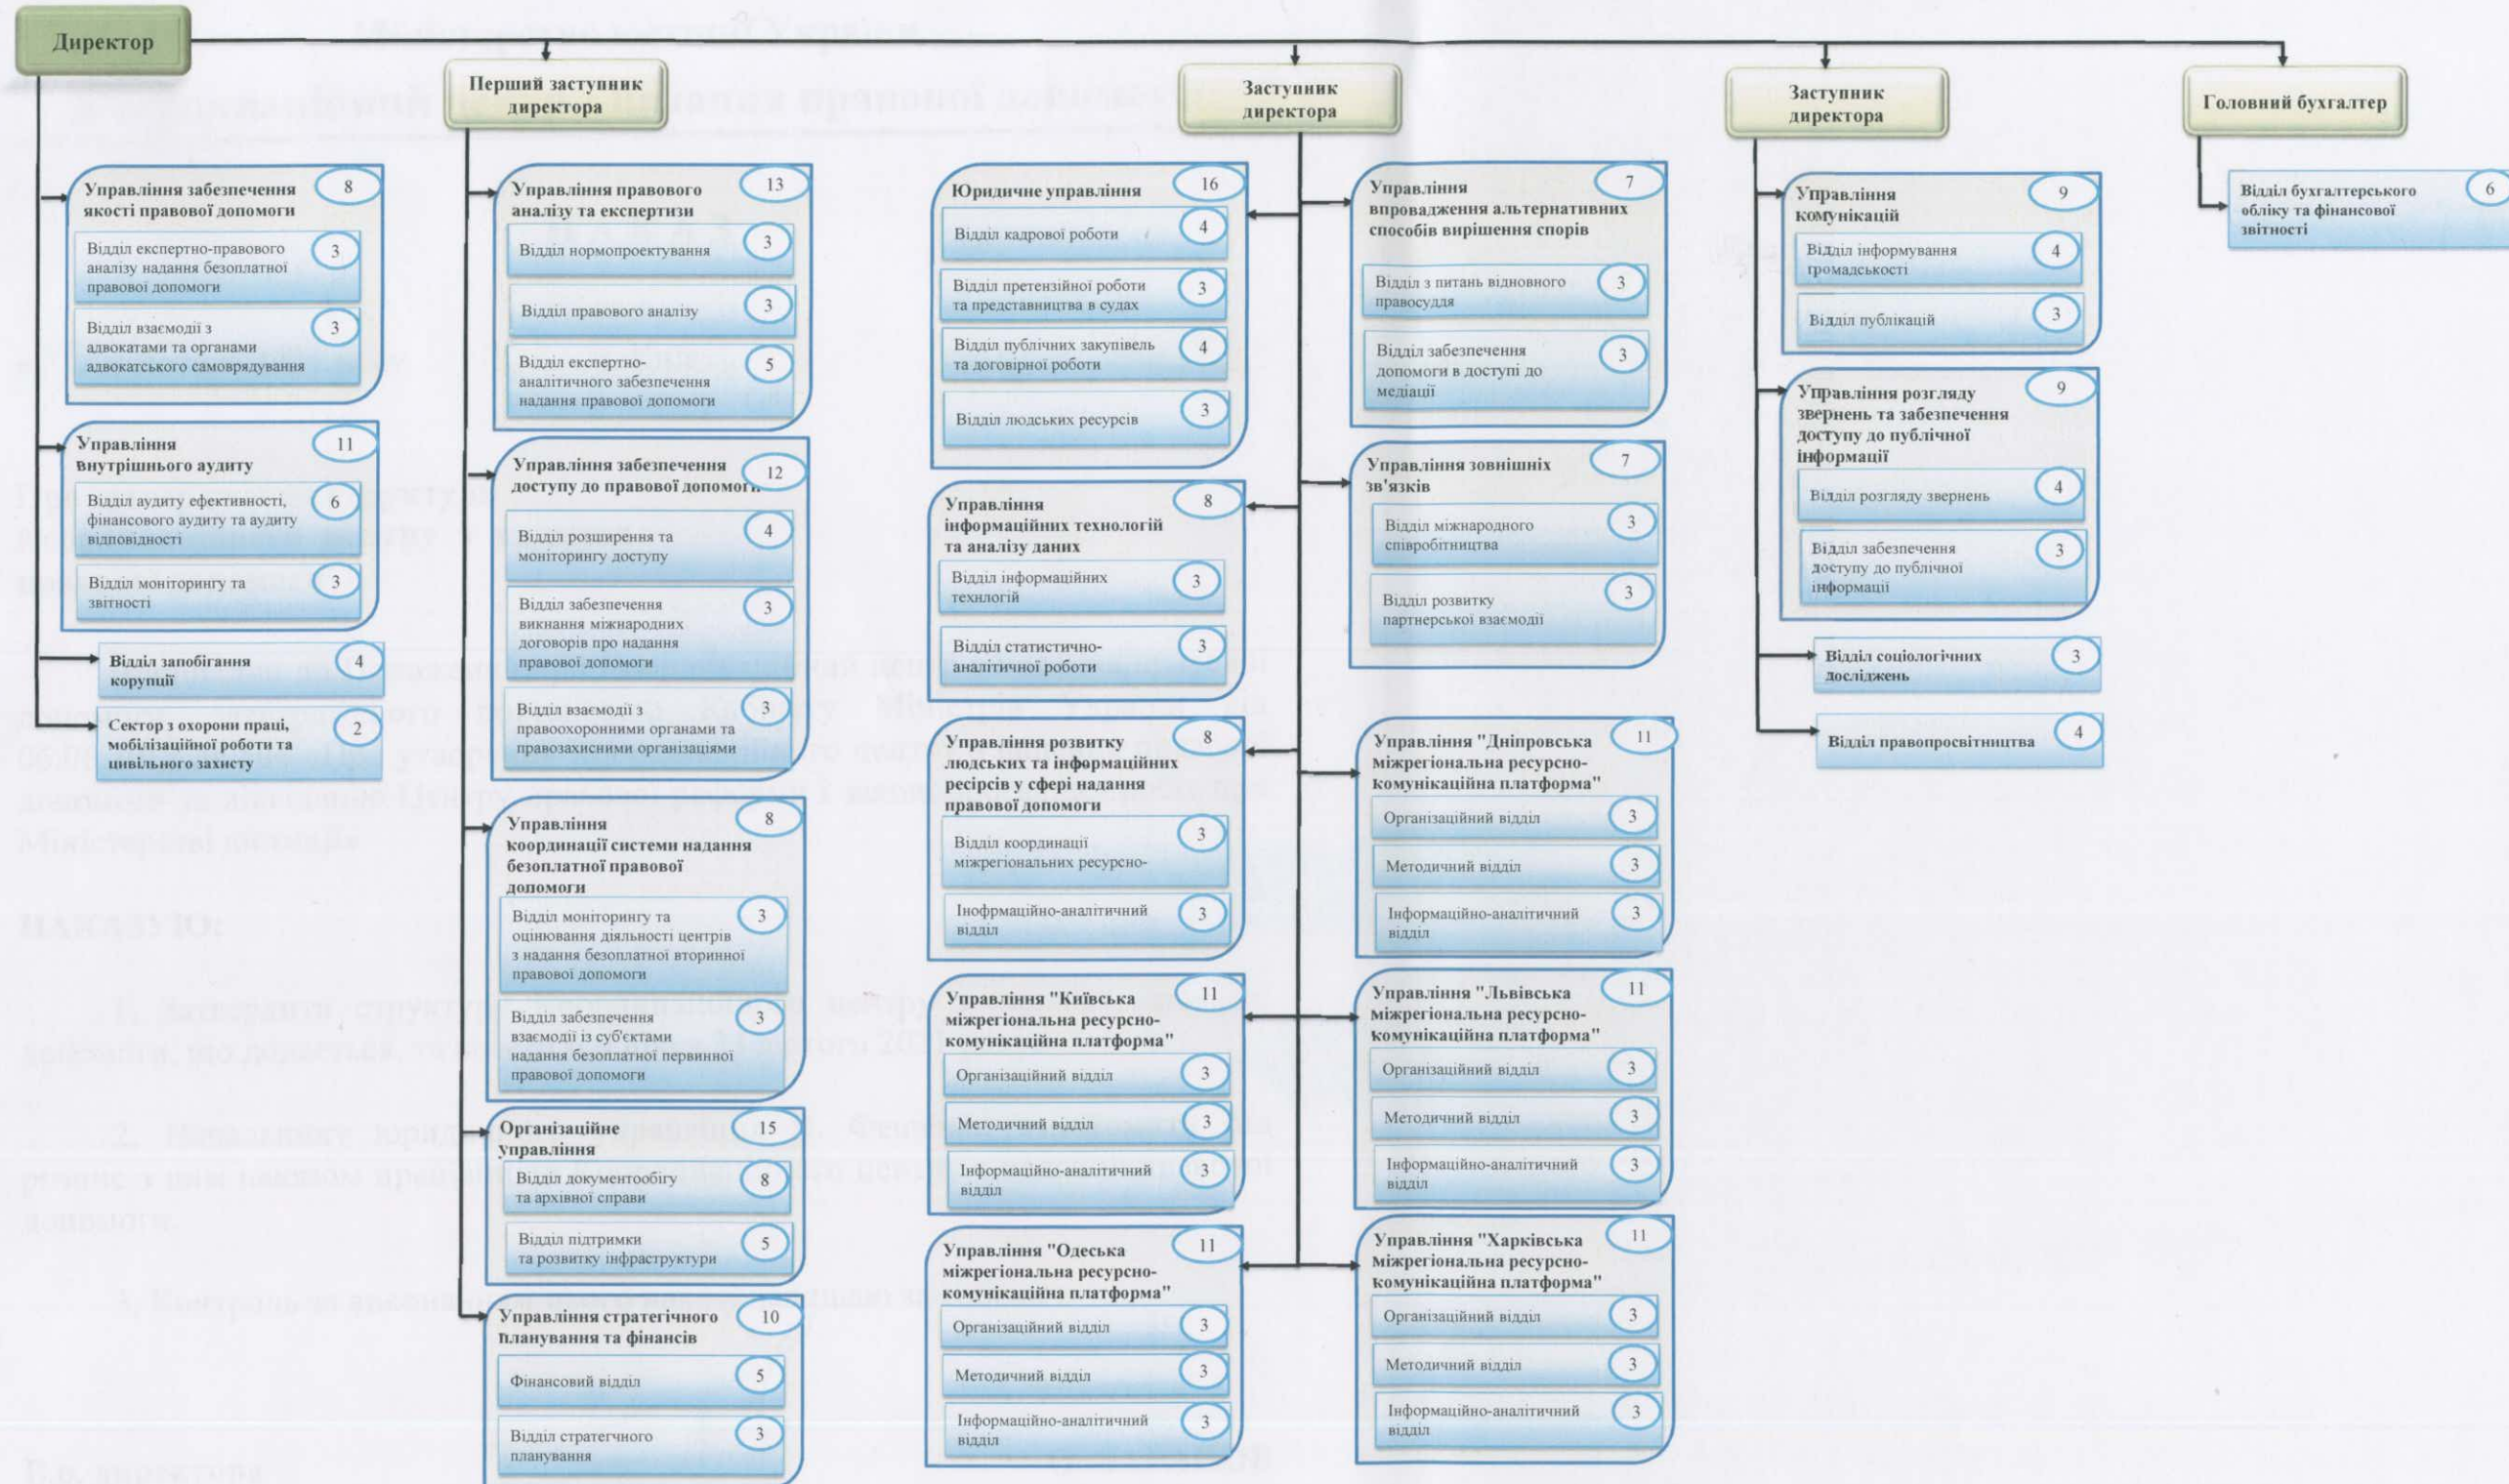 Директор
Перший заступник
директора
Заступник
директора
Заступник
директора
Головний бухгалтер
Управління забезпечення
якості правової допомоги
8
Відділ експертно-правового
аналізу надання безоплатної
правової допомоги
3
Відділ взаємодії з
адвокатами та органами
адвокатського самоврядування
3
Управління
внутрішнього аудиту
11
Відділ аудиту ефективності,
фінансового аудиту та аудиту
відповідності
6
Відділ моніторингу та
звітності
3
Відділ запобігання
корупції
4
Сектор з охорони праці,
мобілізаційної роботи та
цивільного захисту
2
Управління правового
аналізу та експертизи
13
Відділ нормопроектування
3
Відділ правового аналізу
3
Відділ експертно-
аналітичного забезпечення
надання правової допомоги
5
Управління забезпечення
доступу до правової допомоги
12
Відділ розширення та
моніторингу доступу
4
Відділ забезпечення
викнання міжнародних
договорів про надання
правової допомоги
3
Відділ взаємодії з
правоохоронними органами та
правозахисними організаціями
3
Управління
координації системи надання
безоплатної правової
допомоги
8
Відділ моніторингу та
оцінювання діяльності центрів
з надання безоплатної вторинної
правової допомоги
3
Відділ забезпечення
взаємодії із суб'єктами
надання безоплатної первинної
правової допомоги
3
Організаційне
управління
15
Відділ документообігу
та архівної справи
8
Відділ підтримки
та розвитку інфраструктури
5
Управління стратегічного
планування та фінансів
10
Фінансовий відділ
5
Відділ стратегчного
планування
3
Юридичне управління
16
Відділ кадрової роботи
4
Відділ претензійної роботи
та представництва в судах
3
Відділ публічних закупівель
та договірної роботи
4
Відділ людських ресурсів
3
Управління
інформаційних технологій
та аналізу даних
8
Відділ інформаційних
технлогій
3
Відділ статистично-
аналітичної роботи
3
Управління розвитку
людських та інформаційних
ресірсів у сфері надання
правової допомоги
8
Відділ координації
міжрегіональних ресурсно-
3
Інофрмаційно-аналітичний
відділ
3
Управління "Київська
міжрегіональна ресурсно-
комунікаційна платформа"
11
Організаційний відділ
3
Методичний відділ
3
Інформаційно-аналітичний
відділ
3
Управління "Одеська
міжрегіональна ресурсно-
комунікаційна платформа"
11
Організаційний відділ
3
Методичний відділ
3
Інформаційно-аналітичний
відділ
3
Управління
впровадження альтернативних
способів вирішення спорів
7
Відділ з питань відновного
правосуддя
3
Відділ забезпечення
допомоги в доступі до
медіації
3
Управління зовнішніх
зв'язків
7
Відділ міжнародного
співробітництва
3
Відділ розвитку
партнерської взаємодії
3
Управління "Дніпровська
міжрегіональна ресурсно-
комунікаційна платформа"
11
Організаційний відділ
3
Методичний відділ
3
Інформаційно-аналітичний
відділ
3
Управління "Львівська
міжрегіональна ресурсно-
комунікаційна платформа"
11
Організаційний відділ
3
Методичний відділ
3
Інформаційно-аналітичний
відділ
3
Управління "Харківська
міжрегіональна ресурсно-
комунікаційна платформа"
11
Організаційний відділ
3
Методичний відділ
3
Інформаційно-аналітичний
відділ
3
Управління
комунікацій
9
Відділ інформування
громадськості
4
Відділ публікацій
3
Управління розгляду
звернень та забезпечення
доступу до публічної
інформації
9
Відділ розгляду звернень
4
Відділ забезпечення
доступу до публічної
інформації
3
Відділ соціологічних
досліджень
3
Відділ правопросвітництва
4
Відділ бухгалтерського
обліку та фінансової
звітності
6